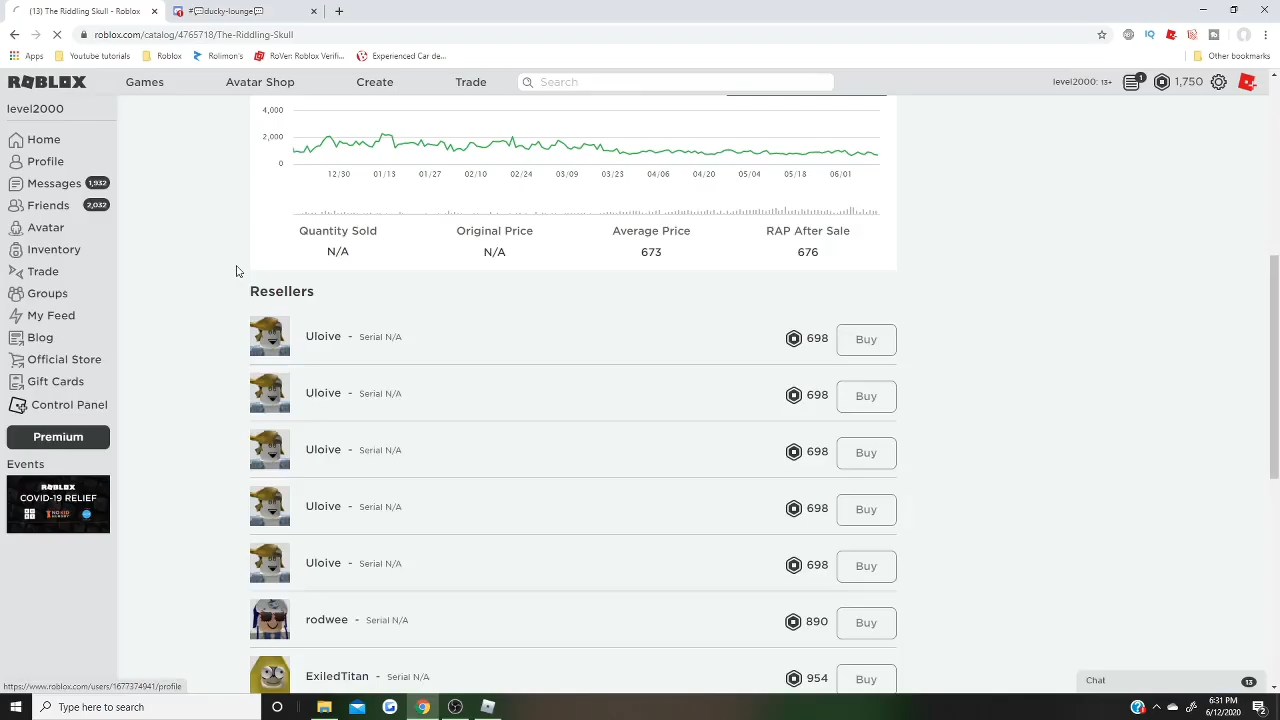 (13) The Riddling Skull - Roblox
#ducky-lounge
roblox.com/catalog/4765718/The-Riddling-Skull
Apps
Youtube tutorials
Roblox
Rolimon's
RoVen Roblox Verifi...
Experienced Car de...
Other bookmarks
ROBLOX
Games
Avatar Shop
Create
Trade
Search
level2000: 13+
1
1,750
level2000
Home
Profile
Messages 1,932
Friends 2,032
Avatar
Inventory
Trade
Groups
My Feed
Blog
Official Store
Gift Cards
Control Panel
Premium
Events
ROBLOX
COVID-19 RELIEF
4,000
2,000
0
12/30 01/13 01/27 02/10 02/24 03/09 03/23 04/06 04/20 05/04 05/18 06/01
Quantity Sold Original Price Average Price RAP After Sale
N/A N/A 673 676
Resellers
Uloive - Serial N/A 698 Buy
Uloive - Serial N/A 698 Buy
Uloive - Serial N/A 698 Buy
Uloive - Serial N/A 698 Buy
Uloive - Serial N/A 698 Buy
rodwee - Serial N/A 890 Buy
ExiledTitan - Serial N/A 954 Buy
https://www.roblox.com/users/1677374941/profile
Chat 13
Type here to search
6:31 PM
6/12/2020
2